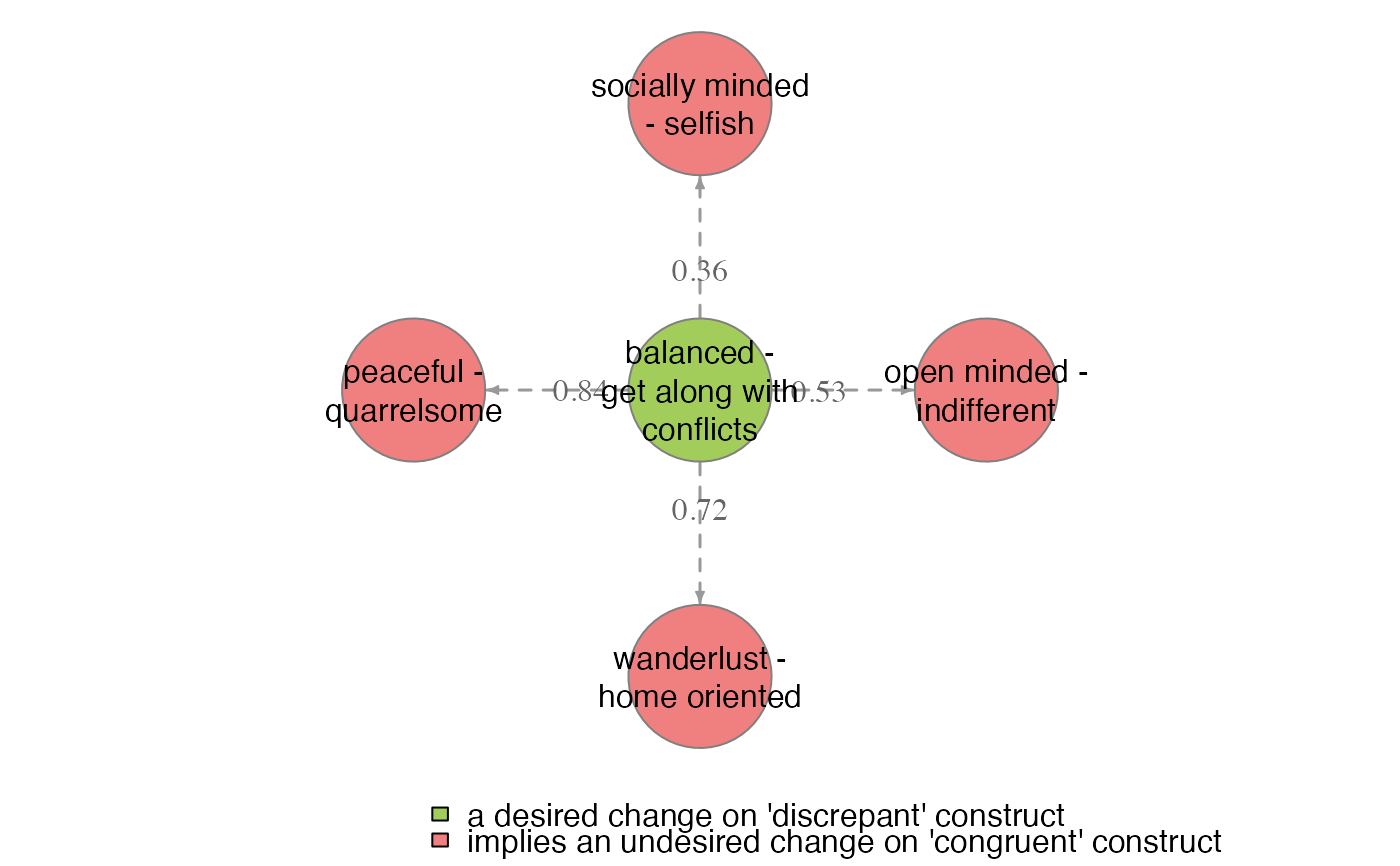 socially minded
- selfish
0.36
peaceful -
quarrelsome
0.84
balanced -
get along with
conflicts
0.53
open minded -
indifferent
0.72
wanderlust -
home oriented
a desired change on 'discrepant' construct
implies an undesired change on 'congruent' construct